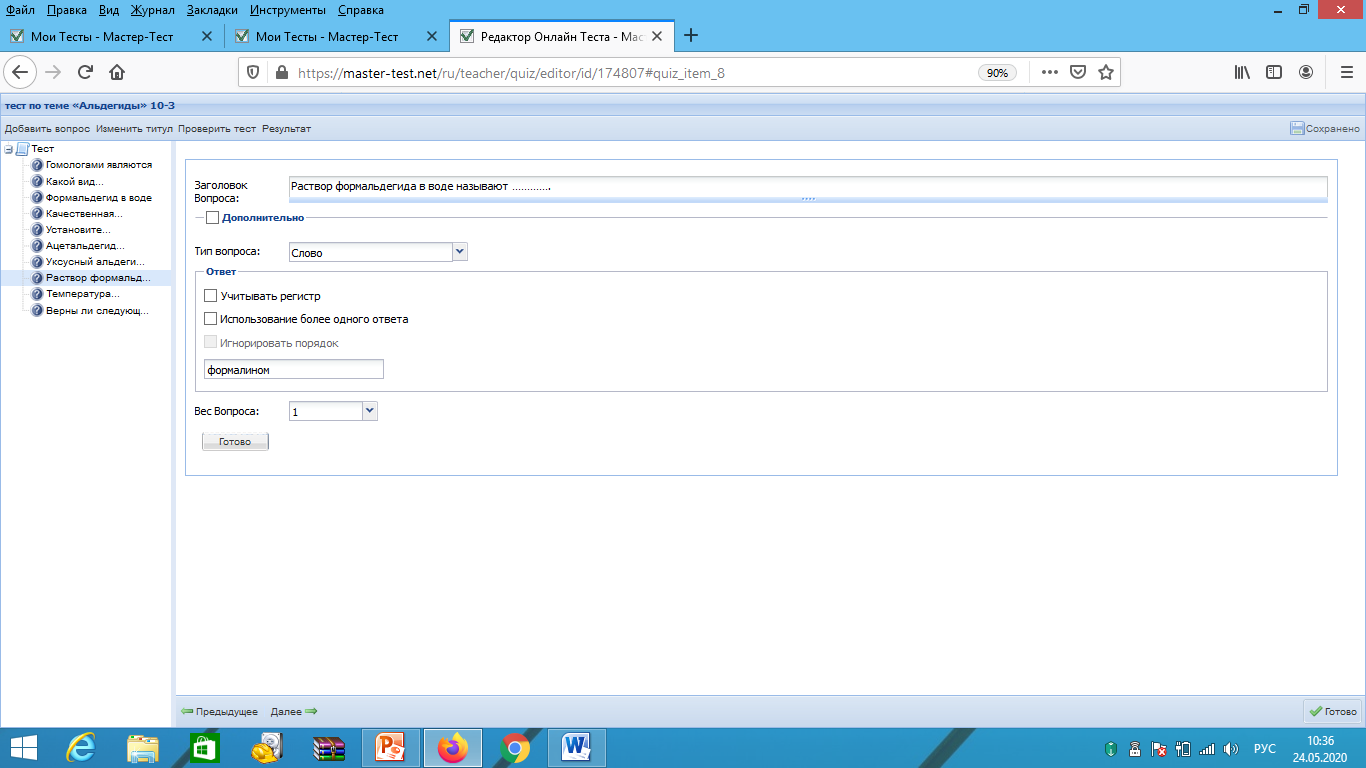 Файл Правка Вид Журнал Закладки Инструменты Справка
Мои Тесты - Мастер-Тест Мои Тесты - Мастер-Тест Редактор Онлайн Теста - Мас
https://master-test.net/ru/teacher/quiz/editor/id/174807#quiz_item_8 90%
тест по теме «Альдегиды» 10-3
Добавить вопрос Изменить титул Проверить тест Результат Сохранено
Тест
Гомологами являются
Какой вид...
Формальдегид в воде
Качественная...
Установите...
Ацетальдегид...
Уксусный альдеги...
Раствор формальд...
Температура...
Верны ли следующ...
Заголовок
Вопроса:
Раствор формальдегида в воде называют ............
Дополнительно
Тип вопроса: Слово
Ответ
Учитывать регистр
Использование более одного ответа
Игнорировать порядок
формалином
Вес Вопроса: 1
Готово
Предыдущее Далее Готово
РУС 10:36
24.05.2020